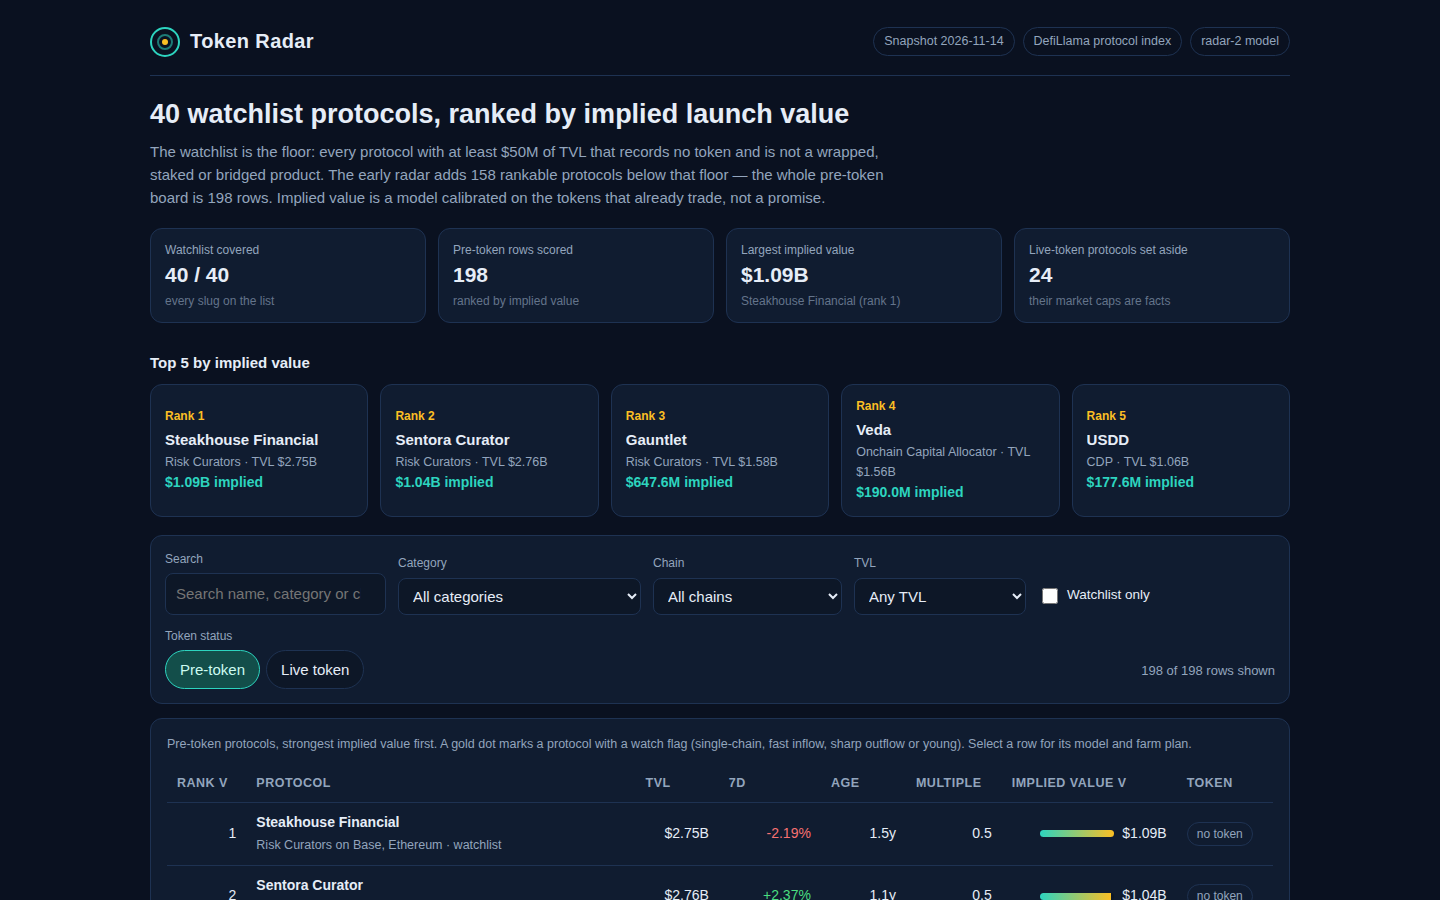 Token Radar
Snapshot 2026-11-14
DefiLlama protocol index
radar-2 model
40 watchlist protocols, ranked by implied launch value
The watchlist is the floor: every protocol with at least $50M of TVL that records no token and is not a wrapped,
staked or bridged product. The early radar adds 158 rankable protocols below that floor — the whole pre-token
board is 198 rows. Implied value is a model calibrated on the tokens that already trade, not a promise.
Watchlist covered
40 / 40
every slug on the list
Pre-token rows scored
198
ranked by implied value
Largest implied value
$1.09B
Steakhouse Financial (rank 1)
Live-token protocols set aside
24
their market caps are facts
Top 5 by implied value
Rank 1
Steakhouse Financial
Risk Curators · TVL $2.75B
$1.09B implied
Rank 2
Sentora Curator
Risk Curators · TVL $2.76B
$1.04B implied
Rank 3
Gauntlet
Risk Curators · TVL $1.58B
$647.6M implied
Rank 4
Veda
Onchain Capital Allocator · TVL
$1.56B
$190.0M implied
Rank 5
USDD
CDP · TVL $1.06B
$177.6M implied
Search
Search name, category or c
Category
All categories
Chain
All chains
TVL
Any TVL
Watchlist only
Token status
Pre-token
Live token
198 of 198 rows shown
Pre-token protocols, strongest implied value first. A gold dot marks a protocol with a watch flag (single-chain, fast inflow, sharp outflow or young). Select a row for its model and farm plan.
RANK V PROTOCOL TVL 7D AGE MULTIPLE IMPLIED VALUE V TOKEN
1 Steakhouse Financial $2.75B -2.19% 1.5y 0.5 $1.09B no token
Risk Curators on Base, Ethereum · watchlist
2 Sentora Curator $2.76B +2.37% 1.1y 0.5 $1.04B no token